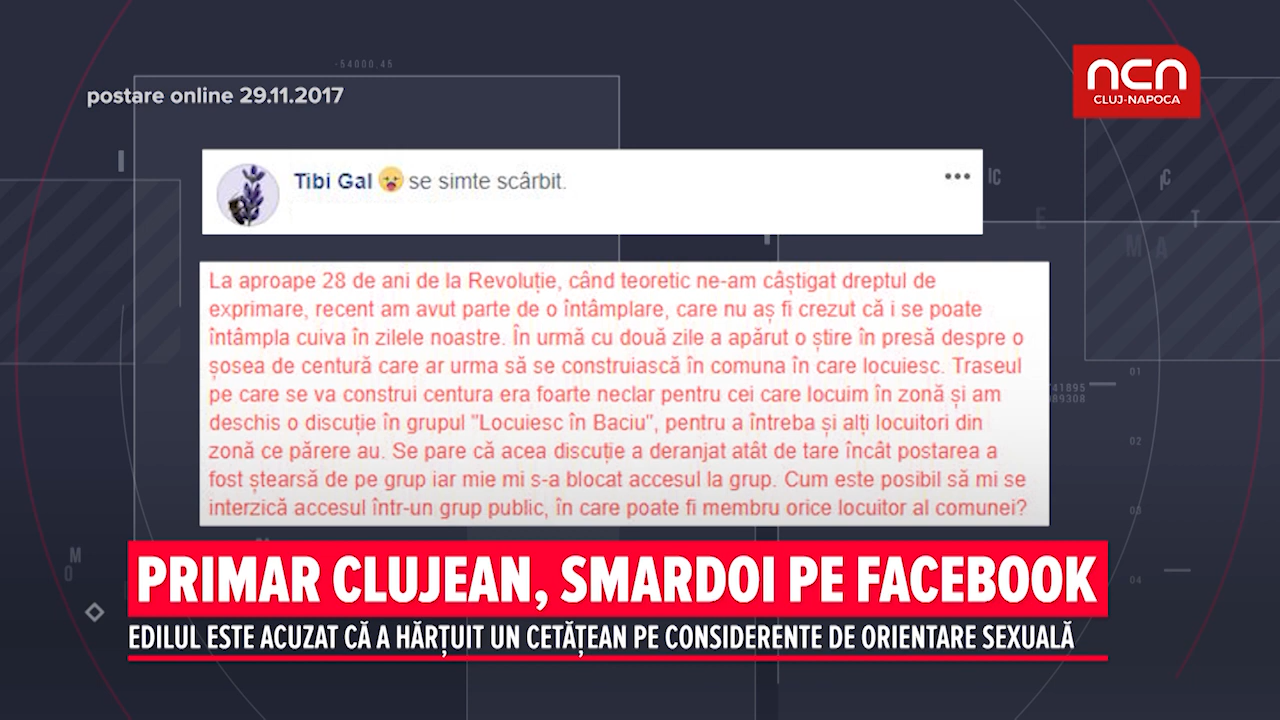 -54000.45
postare online 29.11.2017
ncn
CLUJ-NAPOCA
Tibi Gal se simte scârbit.
La aproape 28 de ani de la Revoluție, când teoretic ne-am câștigat dreptul de
exprimare, recent am avut parte de o întâmplare, care nu aș fi crezut că i se poate
întâmpla cuiva în zilele noastre. În urmă cu două zile a apărut o știre în presă despre o
șosea de centură care ar urma să se construiască în comuna în care locuiesc. Traseul
pe care se va construi centura era foarte neclar pentru cei care locuim în zonă și am
deschis o discuție în grupul "Locuiesc în Baciu", pentru a întreba și alți locuitori din
zonă ce părere au. Se pare că acea discuție a deranjat atât de tare încât postarea a
fost ștearsă de pe grup iar mie mi s-a blocat accesul la grup. Cum este posibil să mi se
interzică accesul într-un grup public, în care poate fi membru orice locuitor al comunei?
01
02
03
04
PRIMAR CLUJEAN, SMARDOI PE FACEBOOK
EDILUL ESTE ACUZAT CĂ A HĂRȚUIT UN CETĂȚEAN PE CONSIDERENTE DE ORIENTARE SEXUALĂ